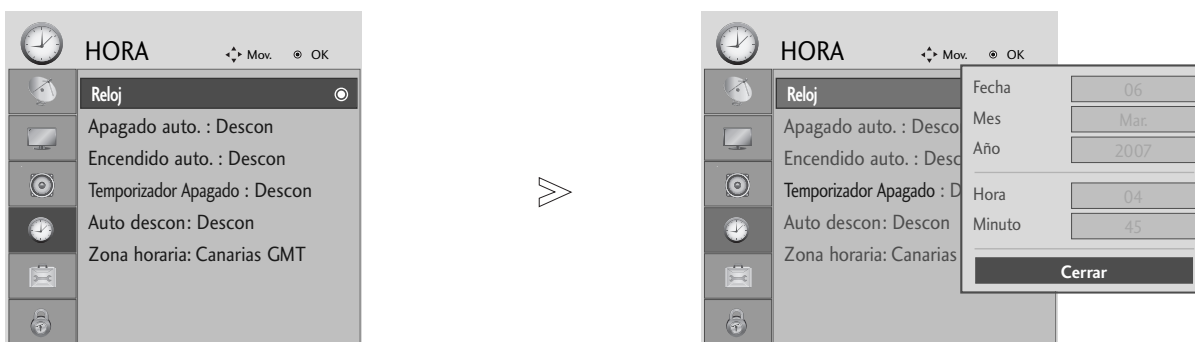 HORA Mov. OK
Reloj
Apagado auto. : Descon
Encendido auto. : Descon
Temporizador Apagado : Descon
Auto descon: Descon
Zona horaria: Canarias GMT
HORA Mov. OK
Reloj
Apagado auto. : Desco
Encendido auto. : Desc
Temporizador Apagado : D
Auto descon: Descon
Zona horaria: Canarias
Fecha 06
Mes Mar.
Año 2007
Hora 04
Minuto 45
Cerrar